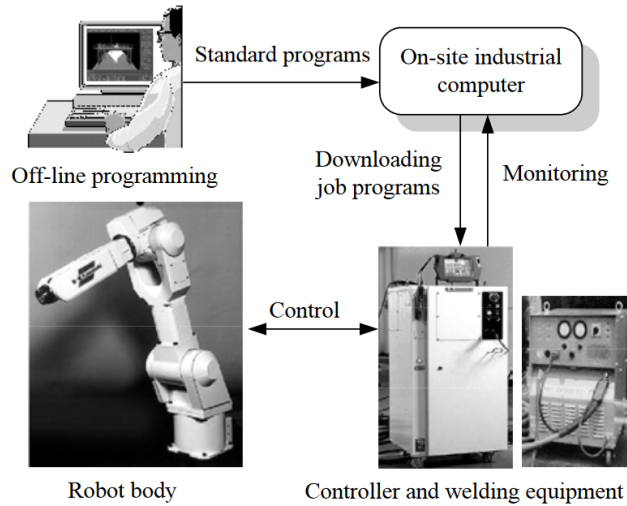 Standard programs
On-site industrial
computer
Off-line programming
Downloading
job programs
Monitoring
Control
Robot body
Controller and welding equipment